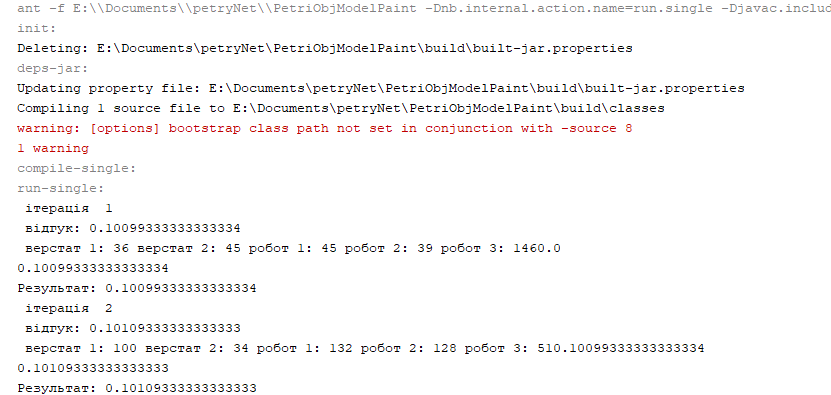 ant -f E:\\Documents\\petryNet\\PetriObjModelPaint -Dnb.internal.action.name=run.single -Djavac.includ
init:
Deleting: E:\Documents\petryNet\PetriObjModelPaint\build\built-jar.properties
deps-jar:
Updating property file: E:\Documents\petryNet\PetriObjModelPaint\build\built-jar.properties
Compiling 1 source file to E:\Documents\petryNet\PetriObjModelPaint\build\classes
warning: [options] bootstrap class path not set in conjunction with -source 8
1 warning
compile-single:
run-single:
ітерація  1
відгук: 0.10099333333333334
верстат 1: 36 верстат 2: 45 робот 1: 45 робот 2: 39 робот 3: 1460.0
0.10099333333333334
Результат: 0.10099333333333334
ітерація  2
відгук: 0.10109333333333333
верстат 1: 100 верстат 2: 34 робот 1: 132 робот 2: 128 робот 3: 510.10099333333333334
0.10109333333333333
Результат: 0.10109333333333333